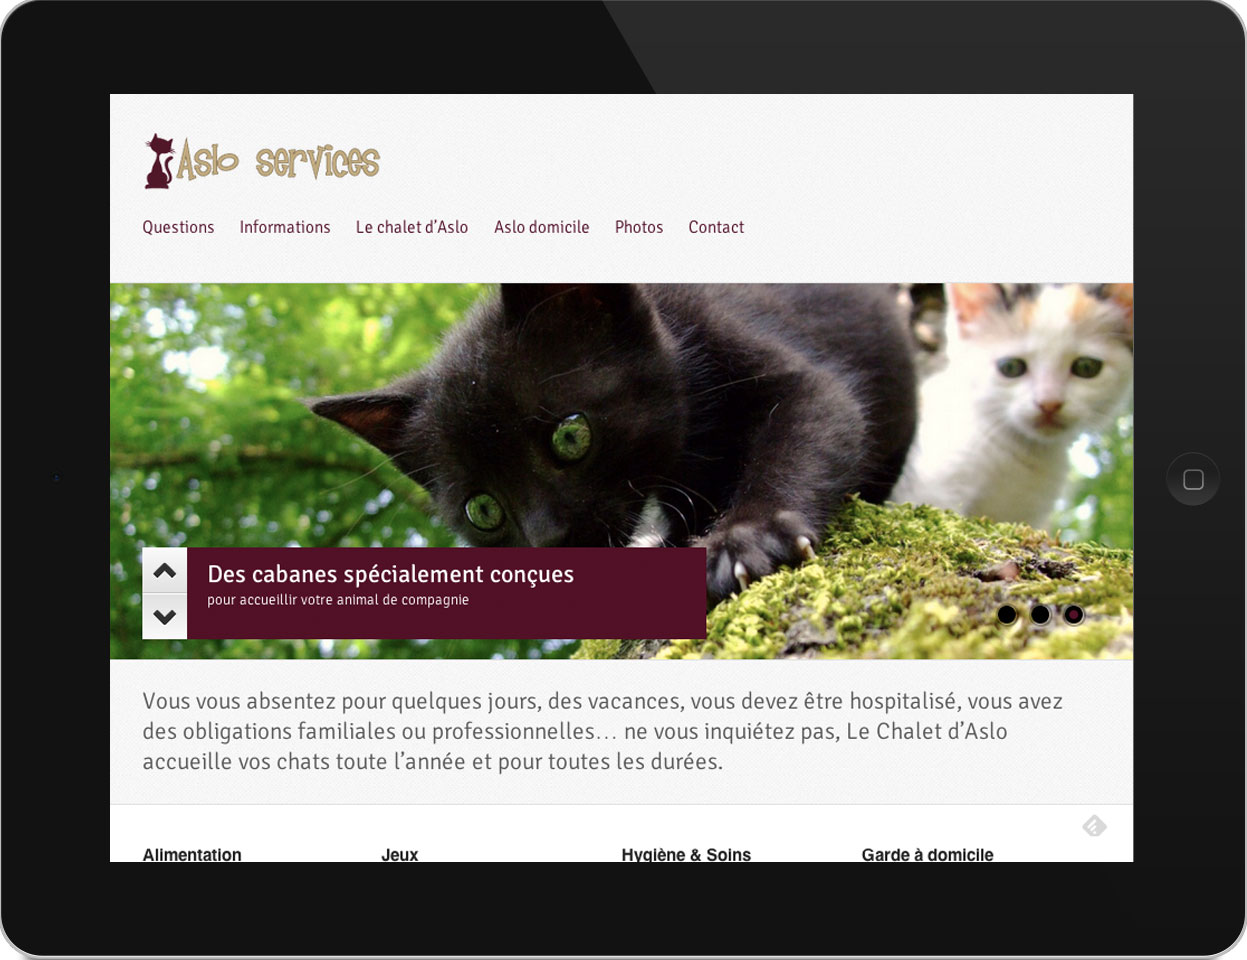 Aslo services
Questions Informations Le chalet d’Aslo Aslo domicile Photos Contact
Des cabanes spécialement conçues
pour accueillir votre animal de compagnie
Vous vous absentez pour quelques jours, des vacances, vous devez être hospitalisé, vous avez
des obligations familiales ou professionnelles… ne vous inquiétez pas, Le Chalet d’Aslo
accueille vos chats toute l’année et pour toutes les durées.
Alimentation Jeux Hygiène & Soins Garde à domicile